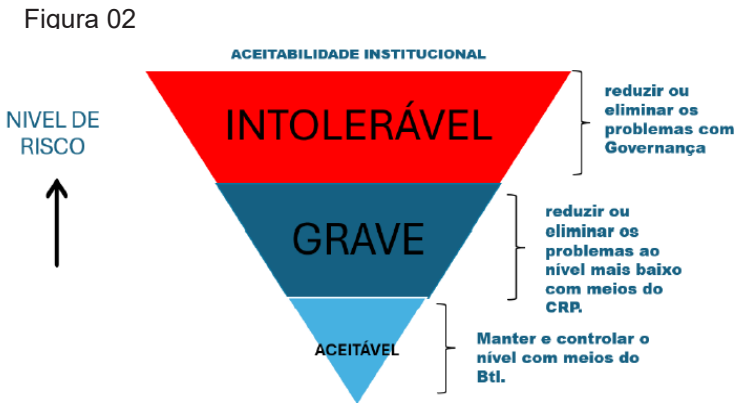 Figura 02
ACEITABILIDADE INSTITUCIONAL
NIVEL DE
RISCO
INTOLERÁVEL
reduzir ou
eliminar os
problemas com
Governança
GRAVE
reduzir ou
eliminar os
problemas ao
nível mais baixo
com meios do
CRP.
ACEITÁVEL
Manter e controlar o
nível com meios do
Btl.